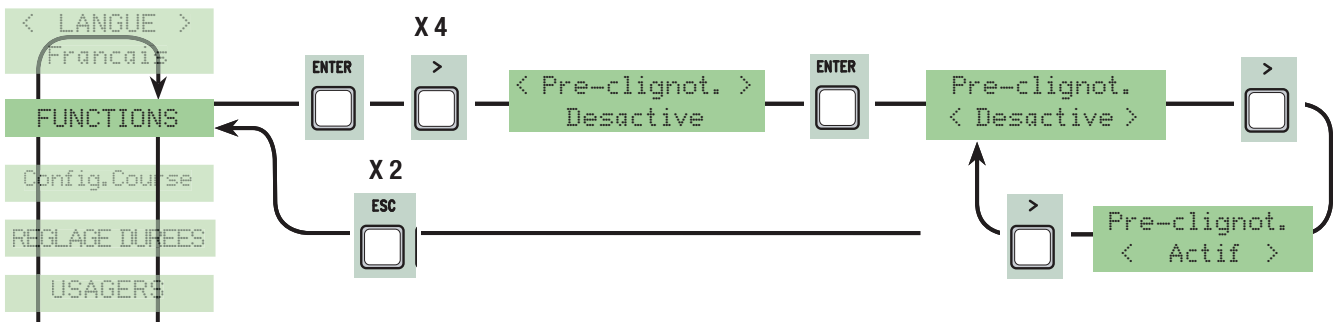 < LANGUE >
Francais
FUNCTIONS
Config.Course
REGLAGE DUREES
USAGERS
ENTER
X 4
>
< Pre-clignot. >
Desactive
ENTER
Pre-clignot.
< Desactive >
>
X 2
ESC
>
Pre-clignot.
< Actif >